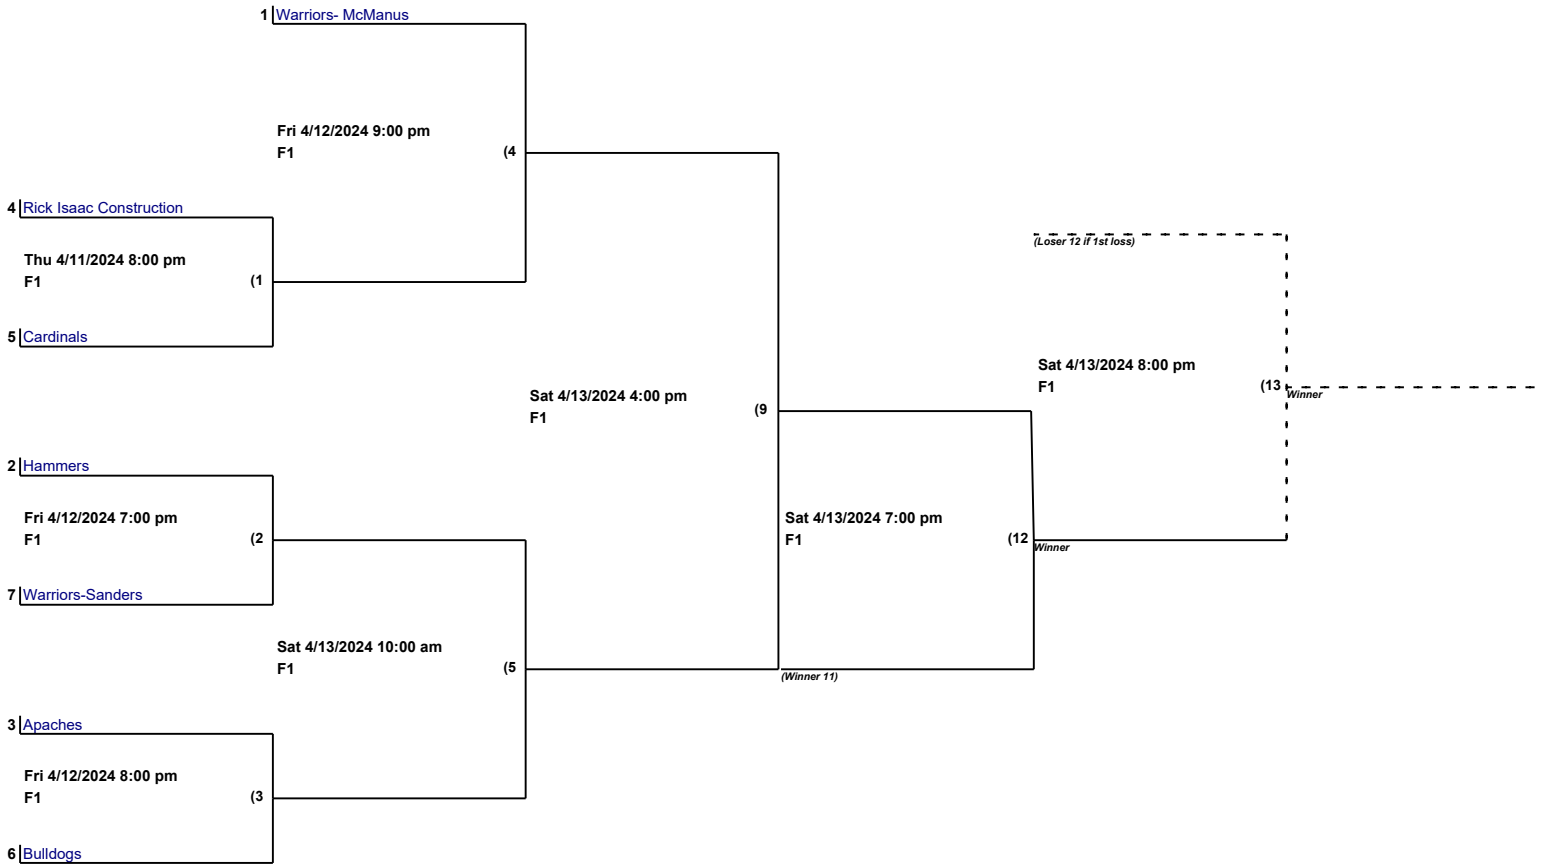 1 Warriors- McManus
Fri 4/12/2024 9:00 pm
F1 (4
4 Rick Isaac Construction
(Loser 12 if 1st loss)
Thu 4/11/2024 8:00 pm
F1 (1
5 Cardinals
Sat 4/13/2024 8:00 pm
F1 (13
Winner
Sat 4/13/2024 4:00 pm
F1 (9
2 Hammers
Fri 4/12/2024 7:00 pm
F1 (2
Sat 4/13/2024 7:00 pm
F1 (12
Winner
7 Warriors-Sanders
Sat 4/13/2024 10:00 am
F1 (5
(Winner 11)
3 Apaches
Fri 4/12/2024 8:00 pm
F1 (3
6 Bulldogs